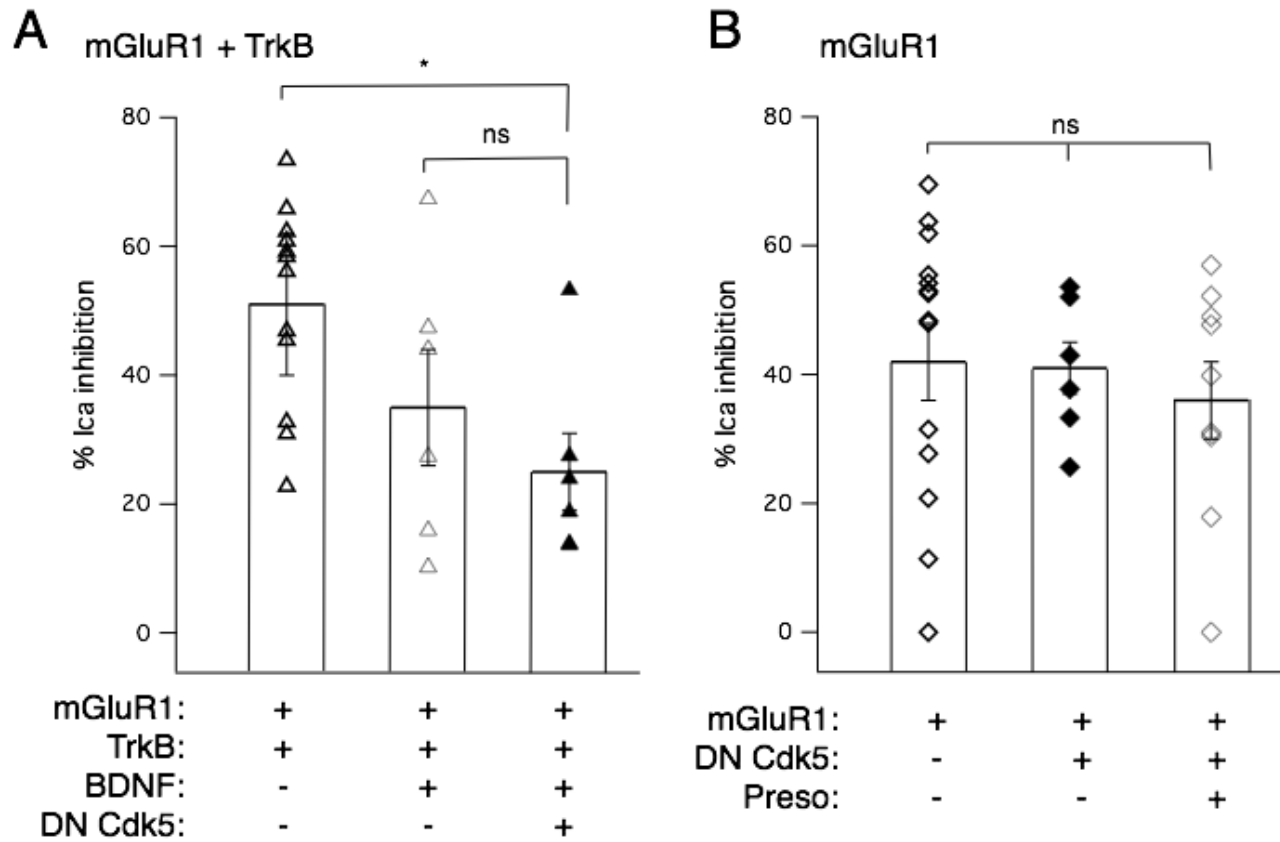 A
mGluR1 + TrkB
*
ns
80
60
40
20
0
% Ica inhibition
mGluR1: + + +
TrkB: + + +
BDNF: - + +
DN Cdk5: - - +
B
mGluR1
ns
80
60
40
20
0
% Ica inhibition
mGluR1: + + +
DN Cdk5: - + +
Preso: - - +